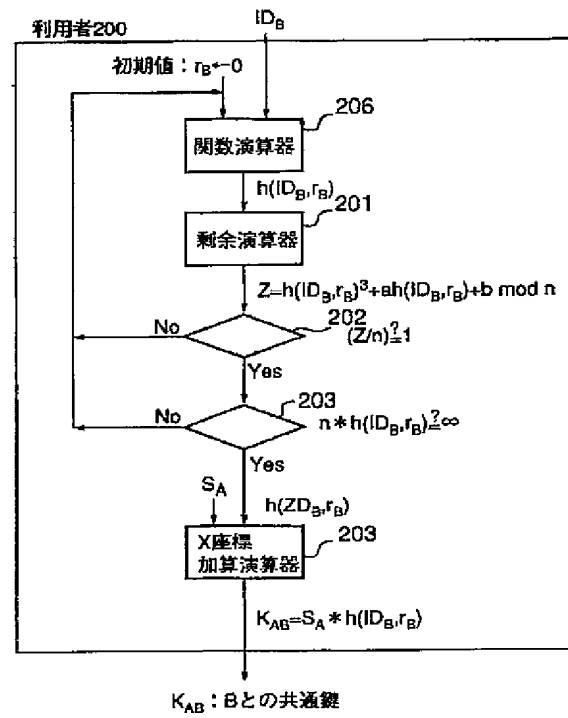 ID_B
利用者200
初期値：r_B←0
206
関数演算器
h(ID_B,r_B)
201
剰余演算器
Z=h(ID_B,r_B)^3+ah(ID_B,r_B)+b mod n
No
202
(Z/n)≟1
Yes
203
No
n＊h(ID_B,r_B)≟∞
Yes
S_A
h(ZD_B,r_B)
203
X座標
加算演算器
K_AB=S_A＊h(ID_B,r_B)
K_AB：Bとの共通鍵